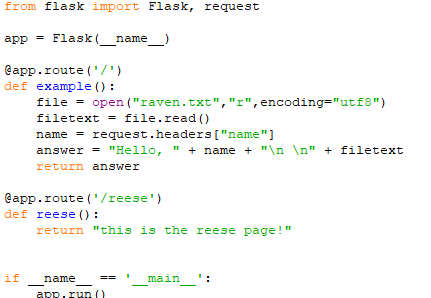 from flask import Flask, request
app = Flask(__name__)
@app.route('/')
def example():
    file = open("raven.txt","r",encoding="utf8")
    filetext = file.read()
    name = request.headers["name"]
    answer = "Hello, " + name + "\n \n" + filetext
    return answer
@app.route('/reese')
def reese():
    return "this is the reese page!"
if __name__ == '__main__':
    app.run()